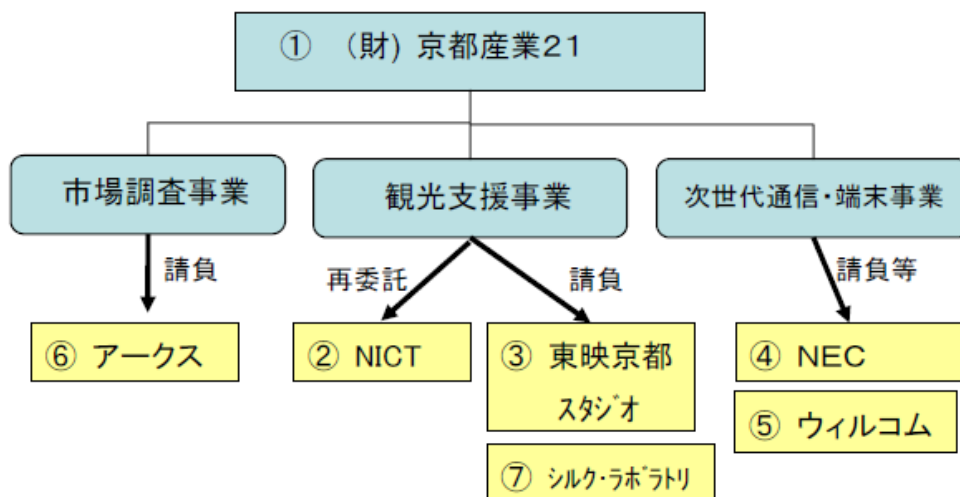 ① （財) 京都産業２１
市場調査事業
観光支援事業
次世代通信・端末事業
請負
再委託
請負
請負等
⑥ アークス
② NICT
③ 東映京都
ｽﾀｼﾞｵ
④ ＮＥＣ
⑤ ウィルコム
⑦ ｼﾙｸ・ﾗﾎﾞﾗﾄﾘ